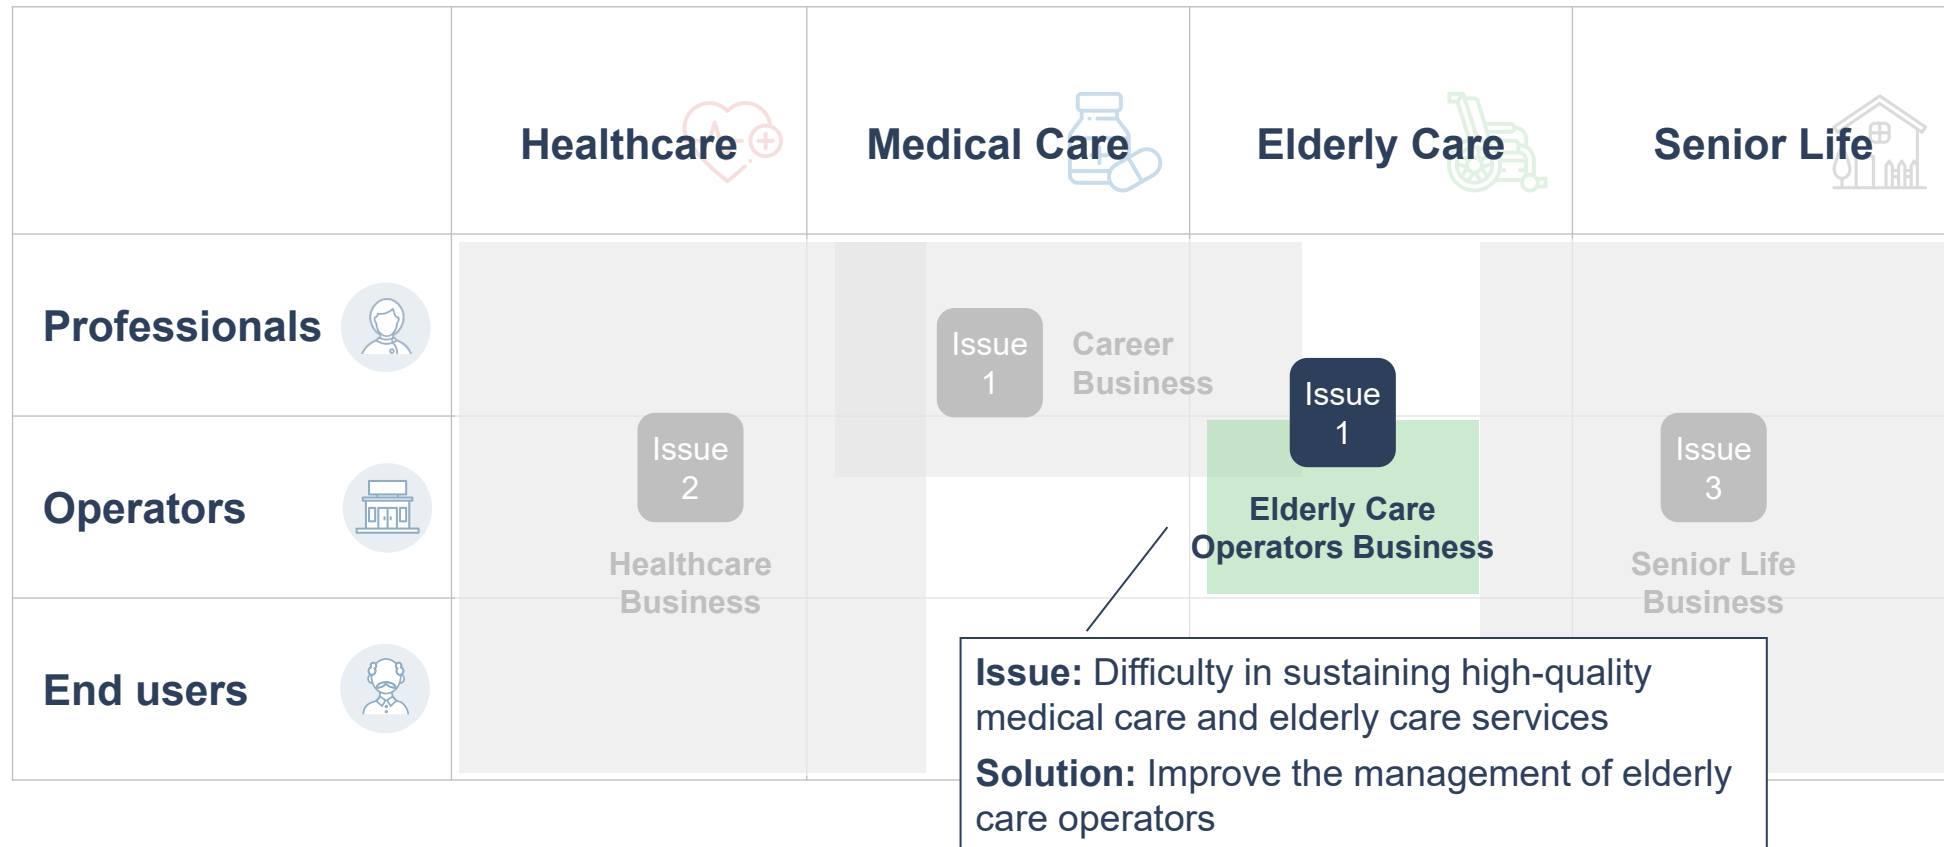 Healthcare
Medical Care
Elderly Care
Senior Life
Professionals
Issue
1
Career
Business
Issue
1
Operators
Issue
2
Healthcare
Business
Elderly Care
Operators Business
Issue
3
Senior Life
Business
End users
Issue: Difficulty in sustaining high-quality
medical care and elderly care services
Solution: Improve the management of elderly
care operators